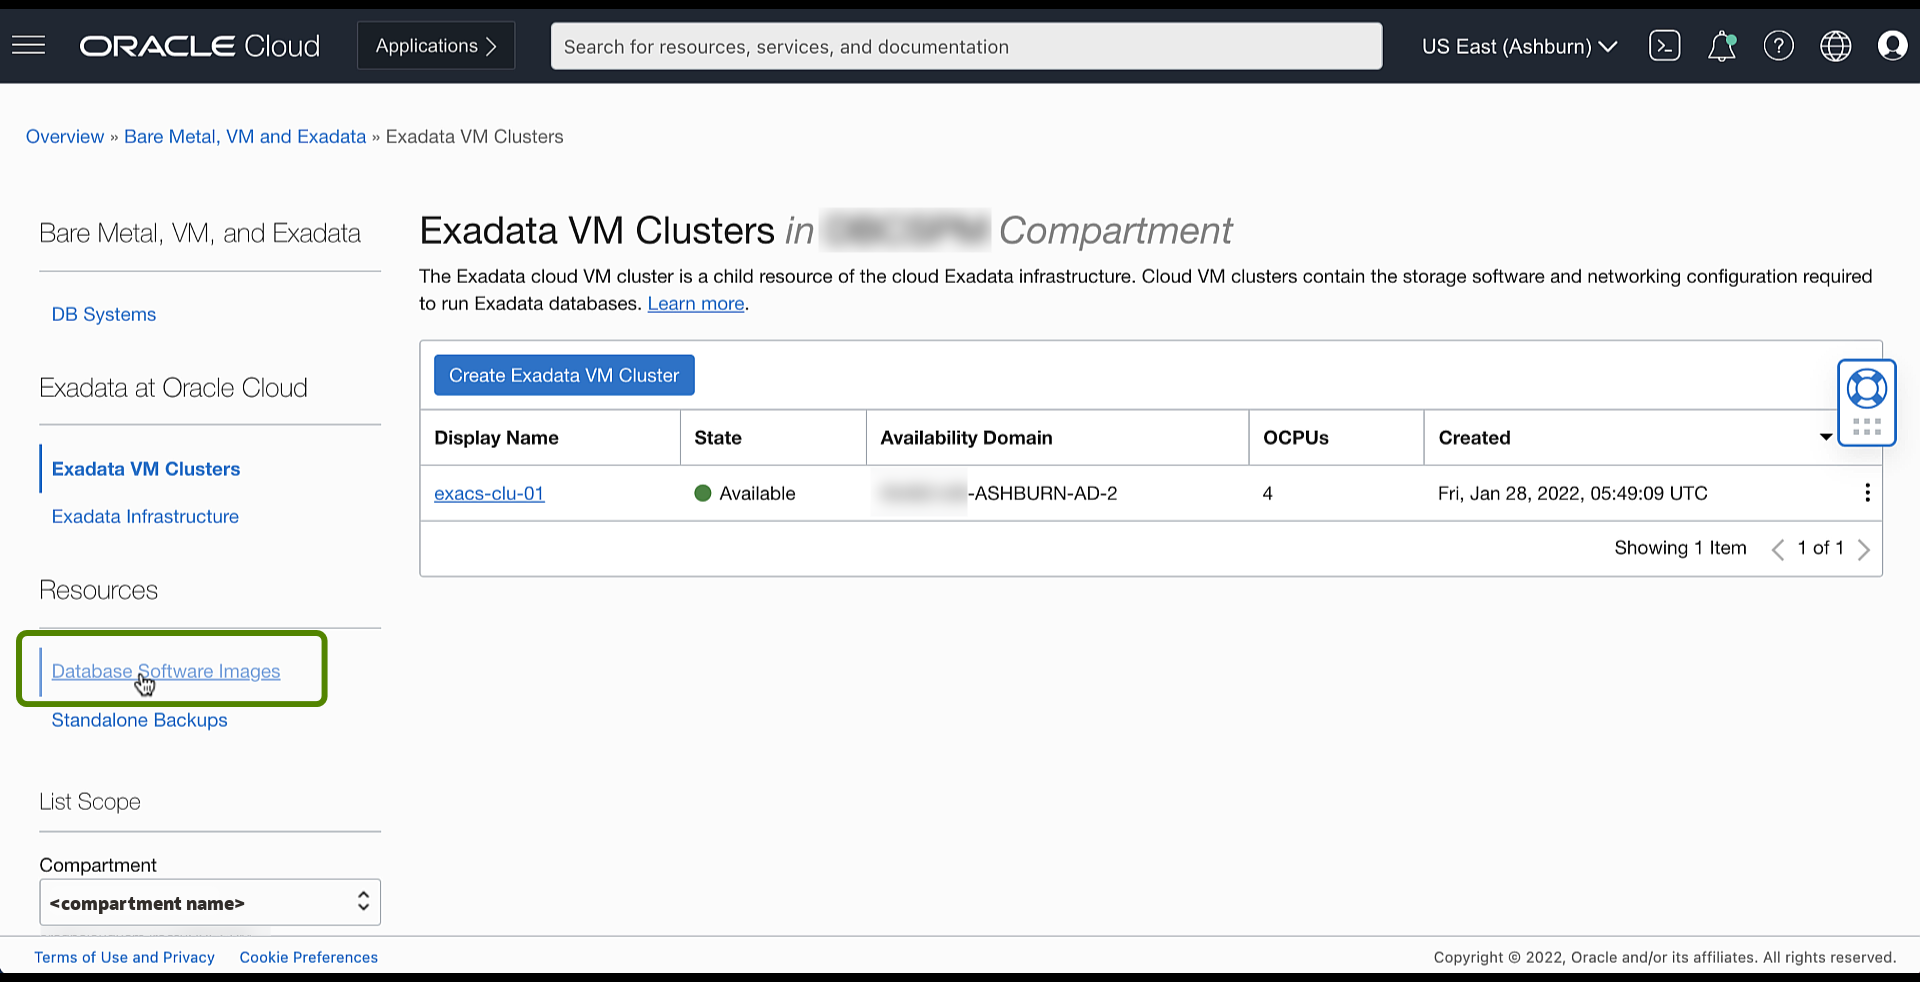 ORACLE Cloud
Applications
Search for resources, services, and documentation
US East (Ashburn)
Overview » Bare Metal, VM and Exadata » Exadata VM Clusters
Bare Metal, VM, and Exadata
DB Systems
Exadata at Oracle Cloud
Exadata VM Clusters
Exadata Infrastructure
Resources
Database Software Images
Standalone Backups
List Scope
Compartment
<compartment name>
Exadata VM Clusters in Compartment
The Exadata cloud VM cluster is a child resource of the cloud Exadata infrastructure. Cloud VM clusters contain the storage software and networking configuration required
to run Exadata databases. Learn more.
Create Exadata VM Cluster
Display Name State Availability Domain OCPUs Created
exacs-clu-01 Available -ASHBURN-AD-2 4 Fri, Jan 28, 2022, 05:49:09 UTC
Showing 1 Item 1 of 1
Terms of Use and Privacy Cookie Preferences
Copyright © 2022, Oracle and/or its affiliates. All rights reserved.